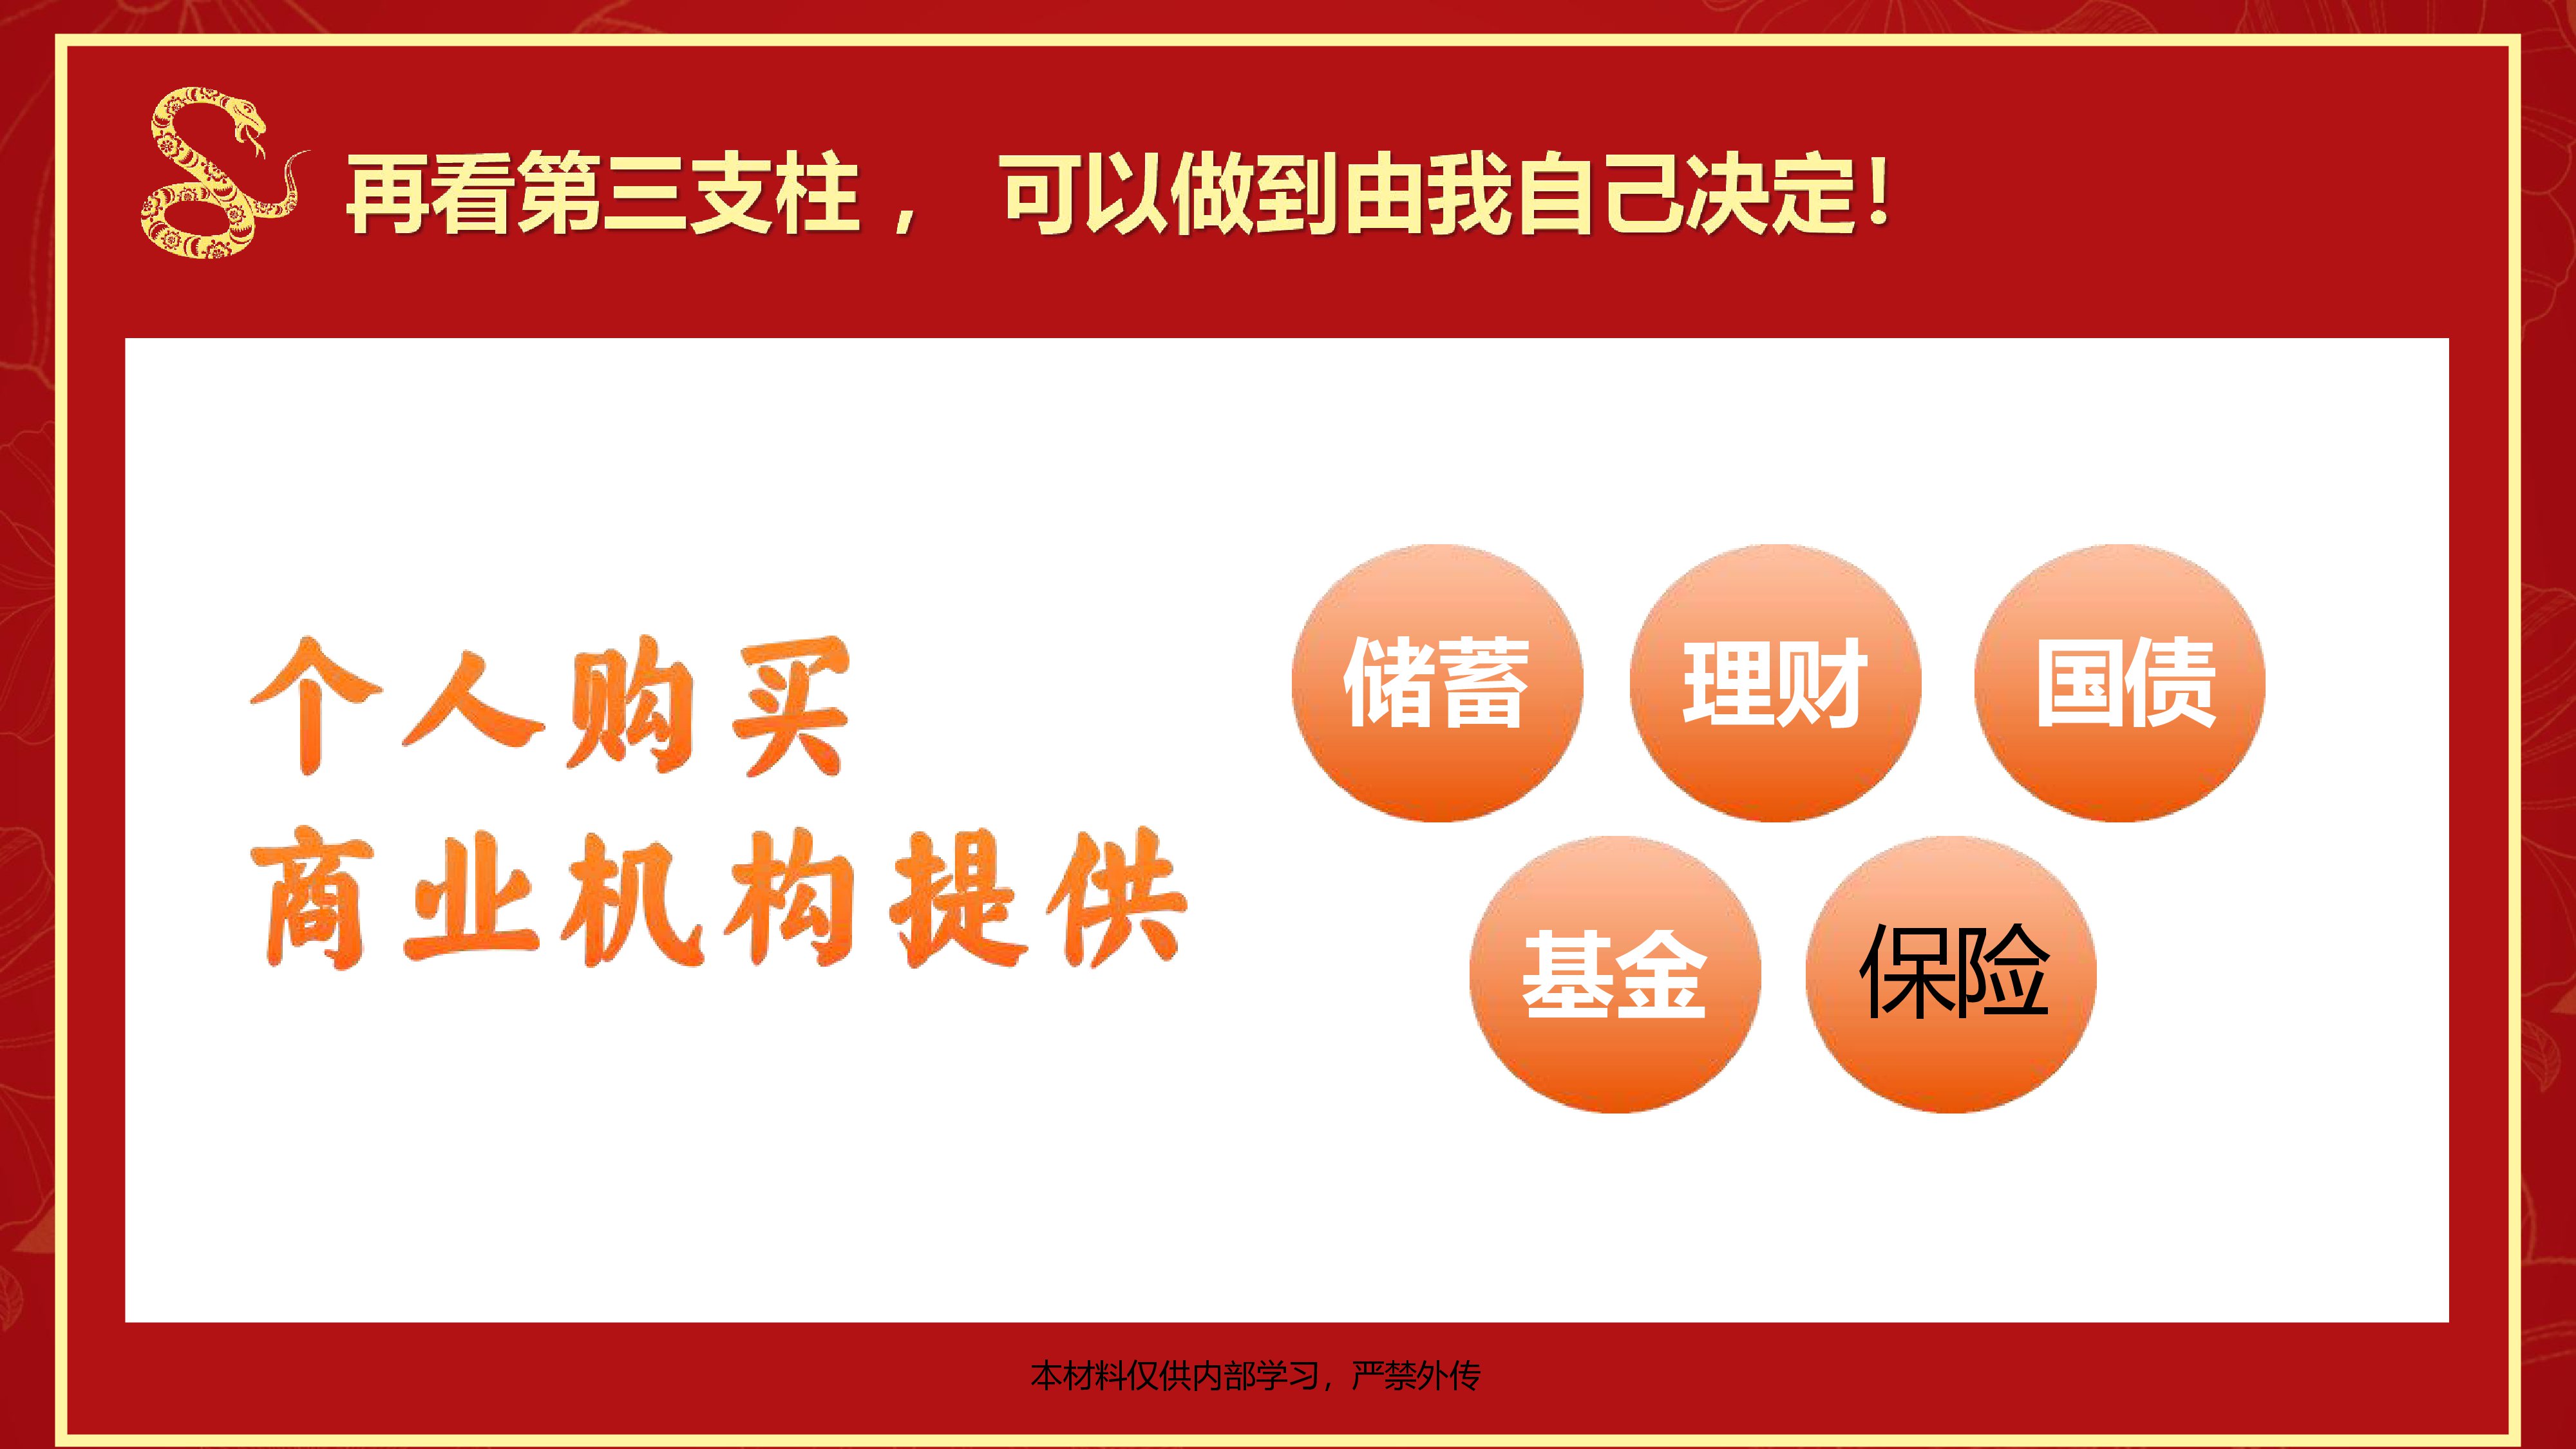 再看第三支柱， 可以做到由我自己决定！
个人购买
商业机构提供
储蓄 理财 国债
基金 保险
本材料仅供内部学习，严禁外传